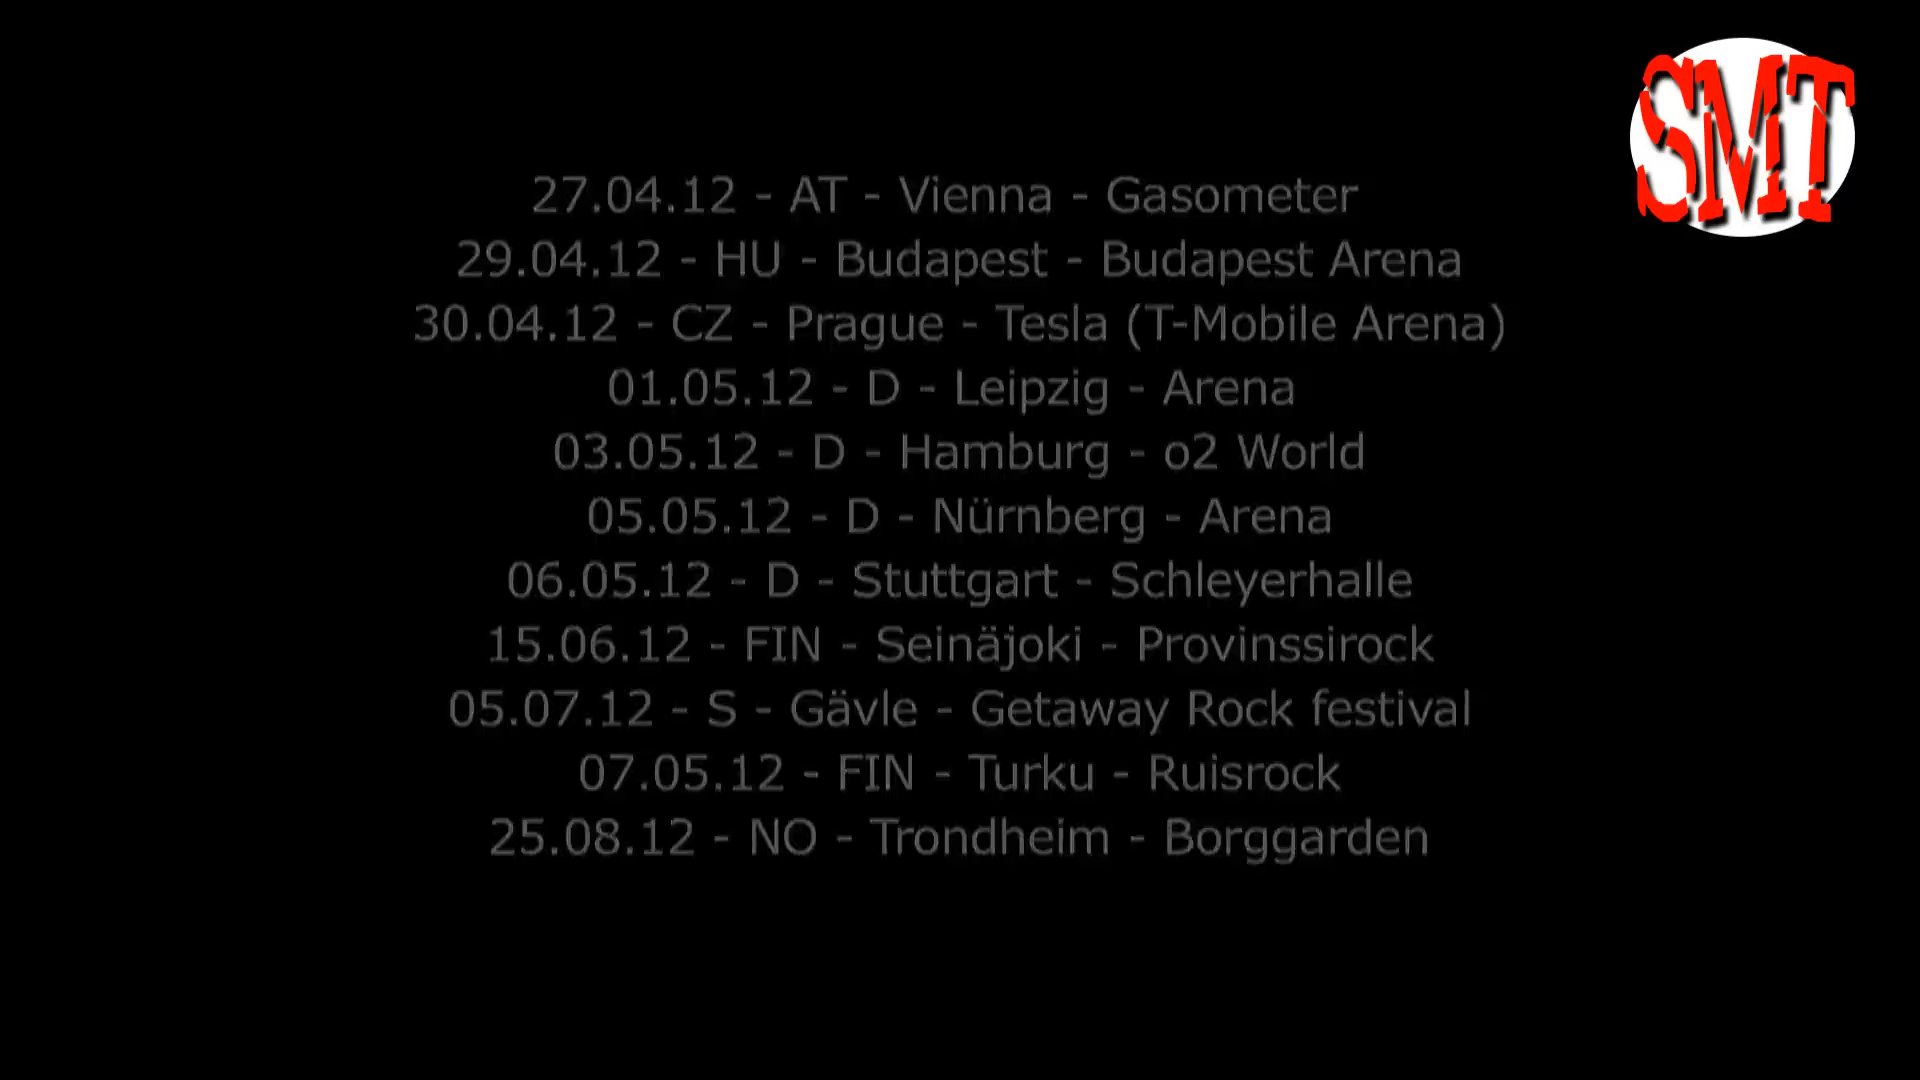 SMT
27.04.12 - AT - Vienna - Gasometer
29.04.12 - HU - Budapest - Budapest Arena
30.04.12 - CZ - Prague - Tesla (T-Mobile Arena)
01.05.12 - D - Leipzig - Arena
03.05.12 - D - Hamburg - o2 World
05.05.12 - D - Nürnberg - Arena
06.05.12 - D - Stuttgart - Schleyerhalle
15.06.12 - FIN - Seinäjoki - Provinssirock
05.07.12 - S - Gävle - Getaway Rock festival
07.05.12 - FIN - Turku - Ruisrock
25.08.12 - NO - Trondheim - Borggarden